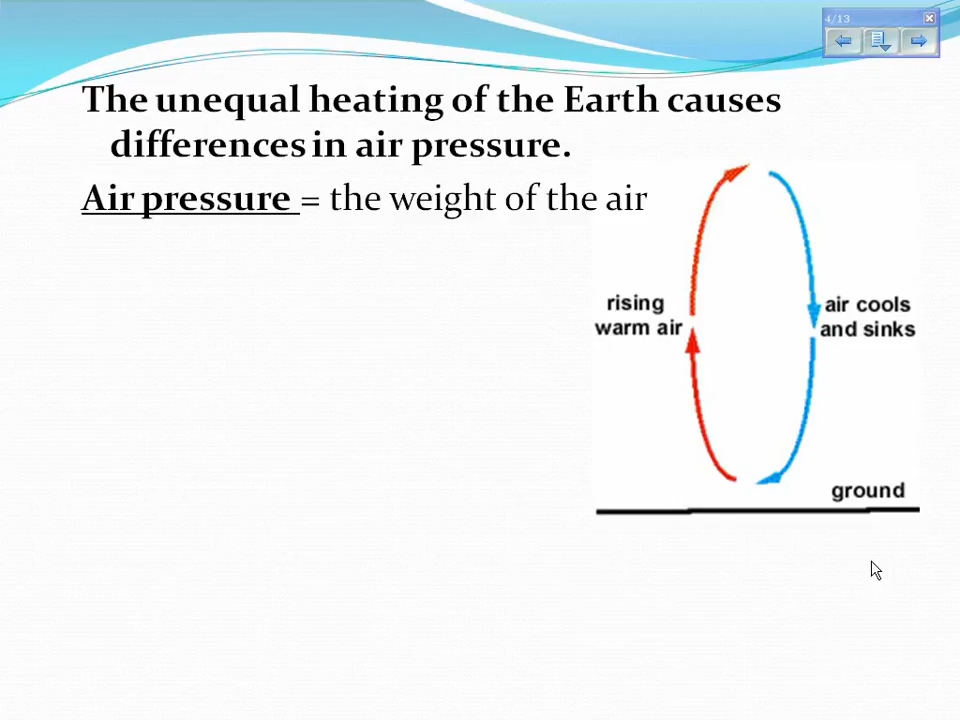 4/13
The unequal heating of the Earth causes
differences in air pressure.
Air pressure = the weight of the air
rising
warm air
air cools
and sinks
ground